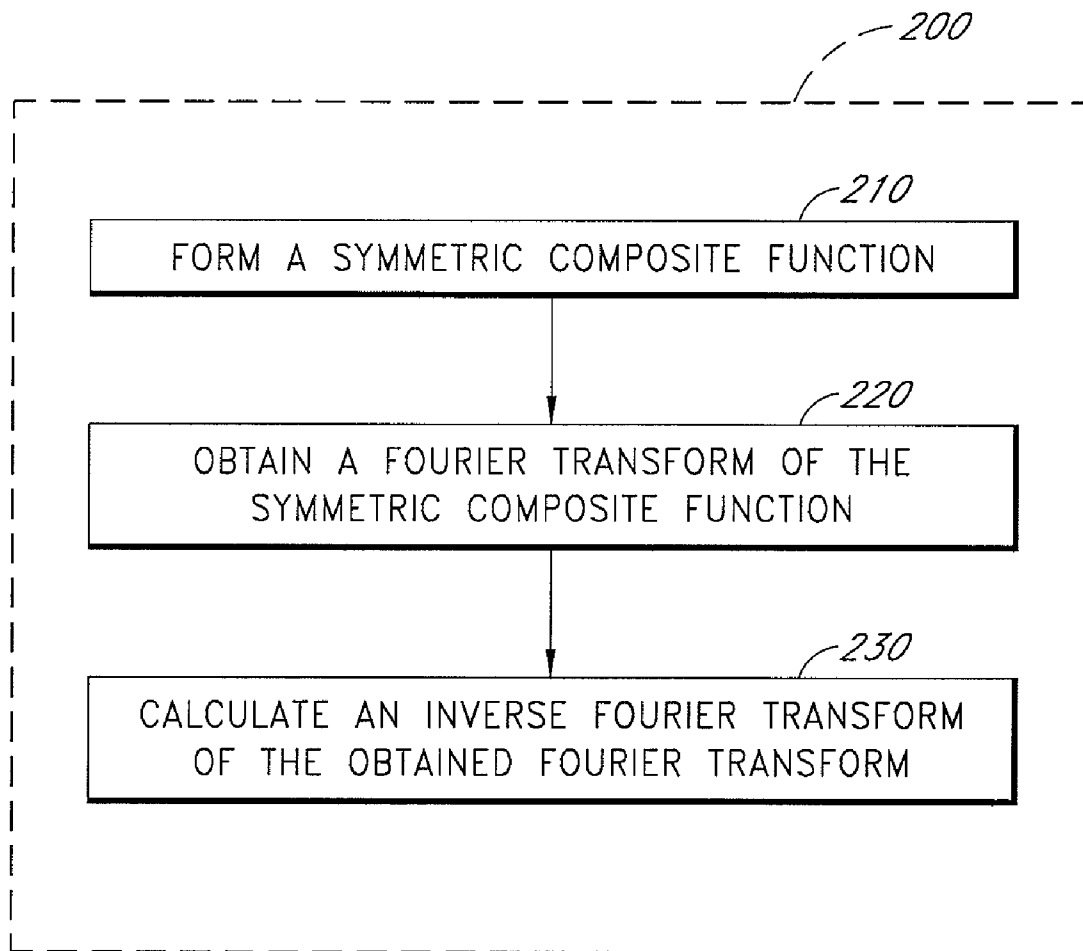 200
210
FORM A SYMMETRIC COMPOSITE FUNCTION
220
OBTAIN A FOURIER TRANSFORM OF THE
SYMMETRIC COMPOSITE FUNCTION
230
CALCULATE AN INVERSE FOURIER TRANSFORM
OF THE OBTAINED FOURIER TRANSFORM